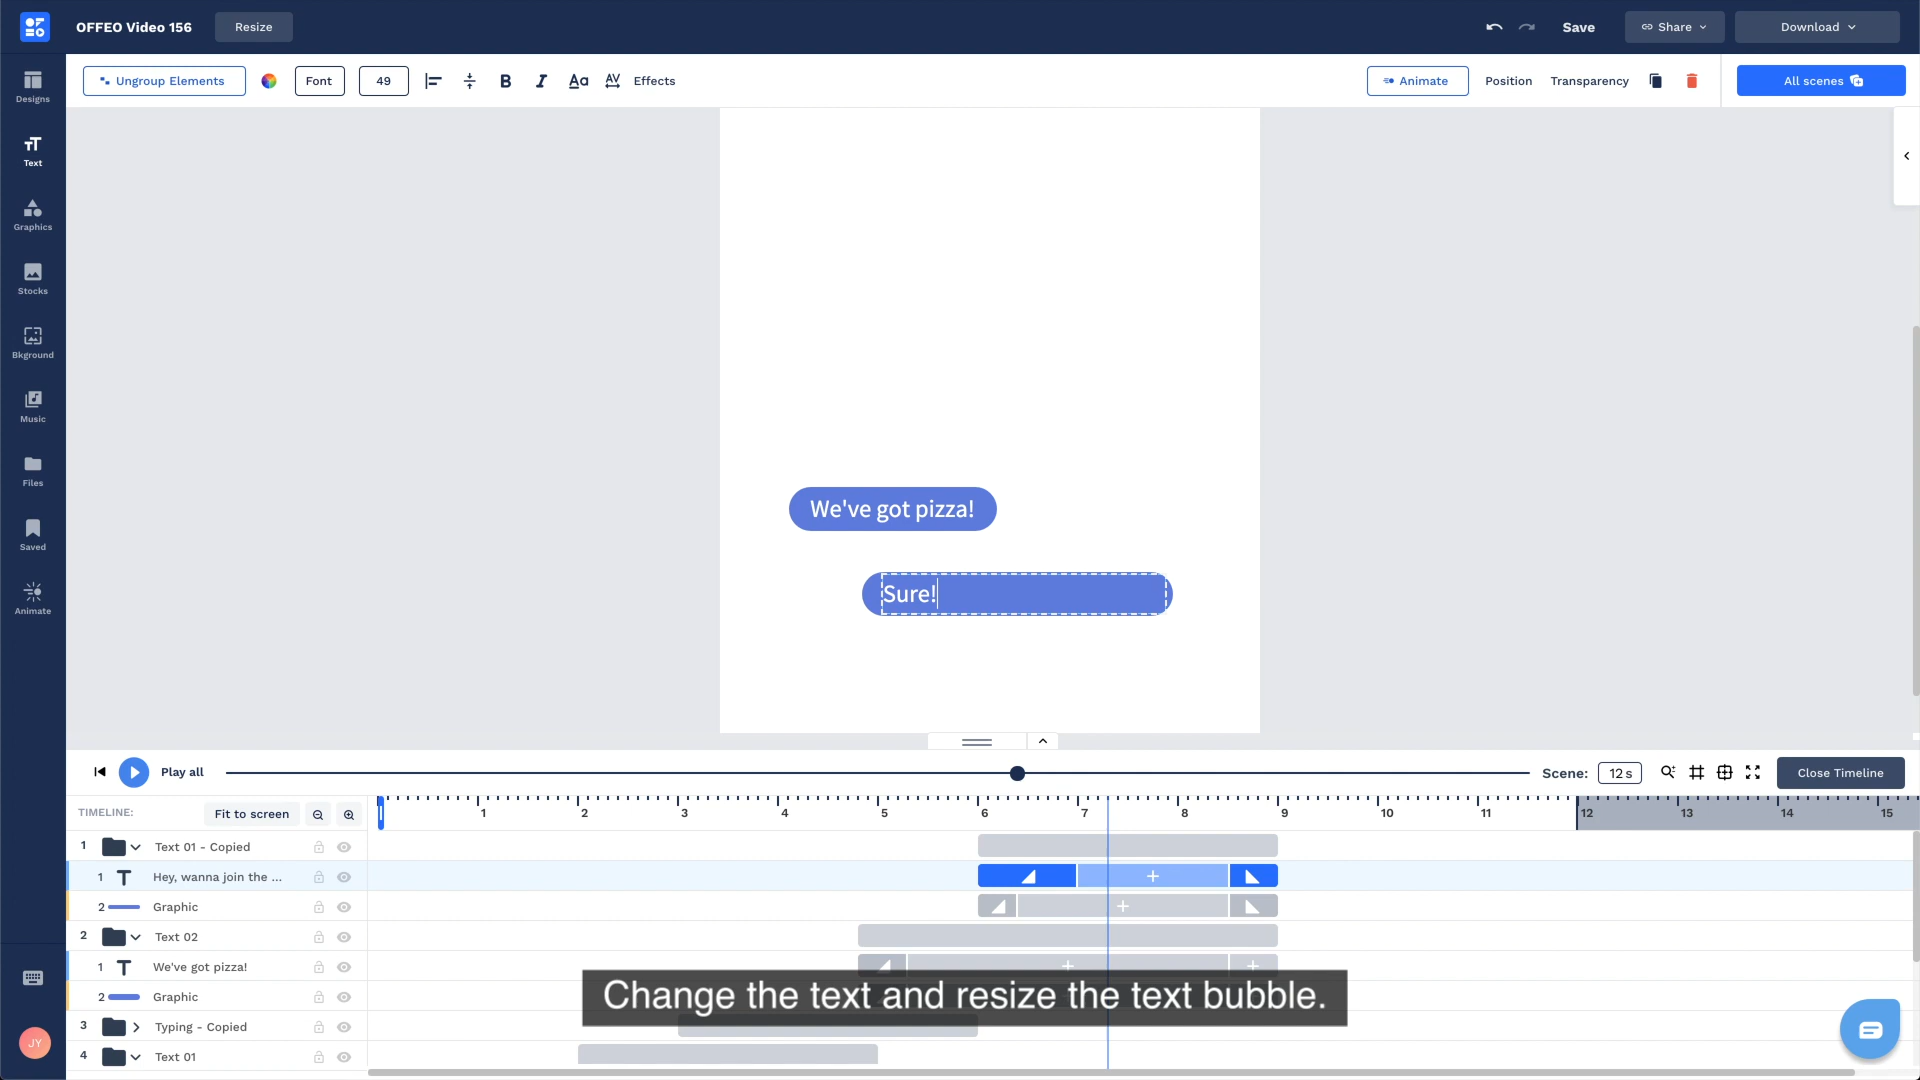 OFFEO Video 156
Resize
Save
Share
Download
Designs
Text
Graphics
Stocks
Bkground
Music
Files
Saved
Animate
JY
Ungroup Elements
Font
49
B
I
Aa
AV
Effects
Animate
Position
Transparency
All scenes
We've got pizza!
Sure!
Play all
Scene:
12 s
Close Timeline
TIMELINE:
Fit to screen
1 2 3 4 5 6 7 8 9 10 11 12 13 14 15
1 Text 01 - Copied
1 T Hey, wanna join the ...
2 Graphic
2 Text 02
1 T We've got pizza!
2 Graphic
3 Typing - Copied
4 Text 01
Change the text and resize the text bubble.